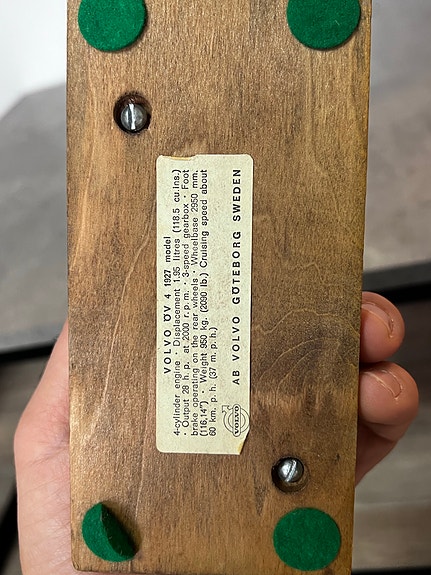 VOLVO ÖV 4 1927 model
4-cylinder engine · Displacement 1.95 litres (118.5 cu.ins.)
· Output 28 h. p. at 2000 r. p. m. · 3-speed gearbox · Foot
brake operating on the rear wheels · Wheelbase 2950 mm.
(116,14") · Weight 950 kg. (2090 lb.) Cruising speed about
60 km. p. h. (37 m. p. h.)
AB VOLVO GÖTEBORG SWEDEN
VOLVO